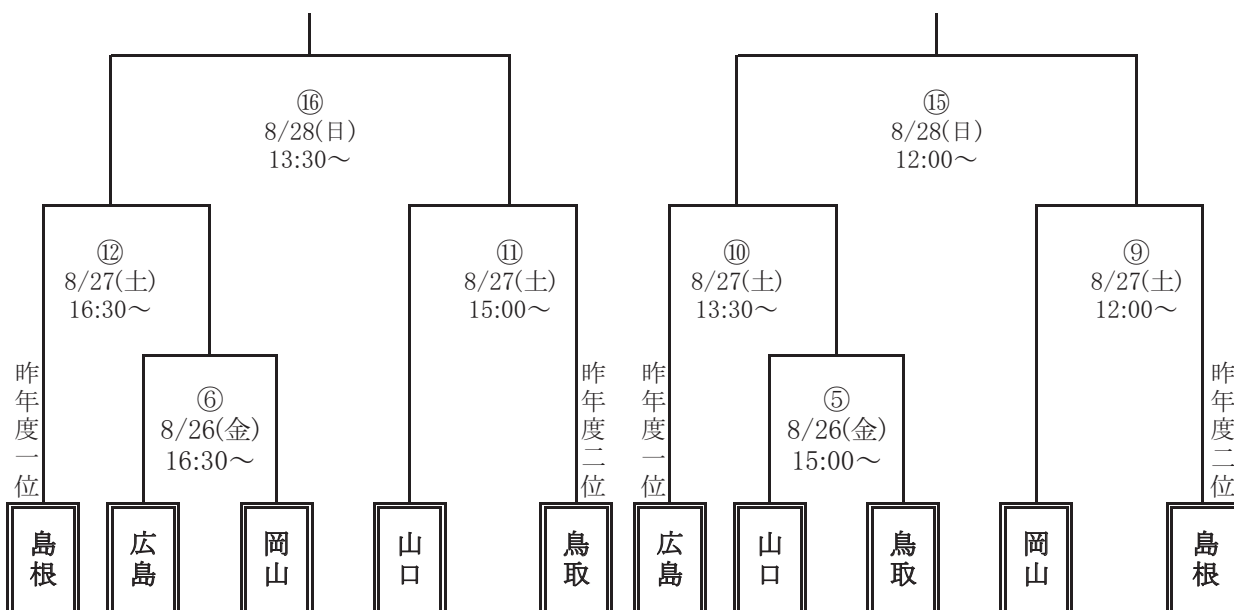 ⑯
8/28(日)
13:30～
⑮
8/28(日)
12:00～
⑫
8/27(土)
16:30～
⑪
8/27(土)
15:00～
⑩
8/27(土)
13:30～
⑨
8/27(土)
12:00～
⑥
8/26(金)
16:30～
⑤
8/26(金)
15:00～
昨年度一位
昨年度二位
昨年度一位
昨年度二位
島根
広島
岡山
山口
鳥取
広島
山口
鳥取
岡山
島根